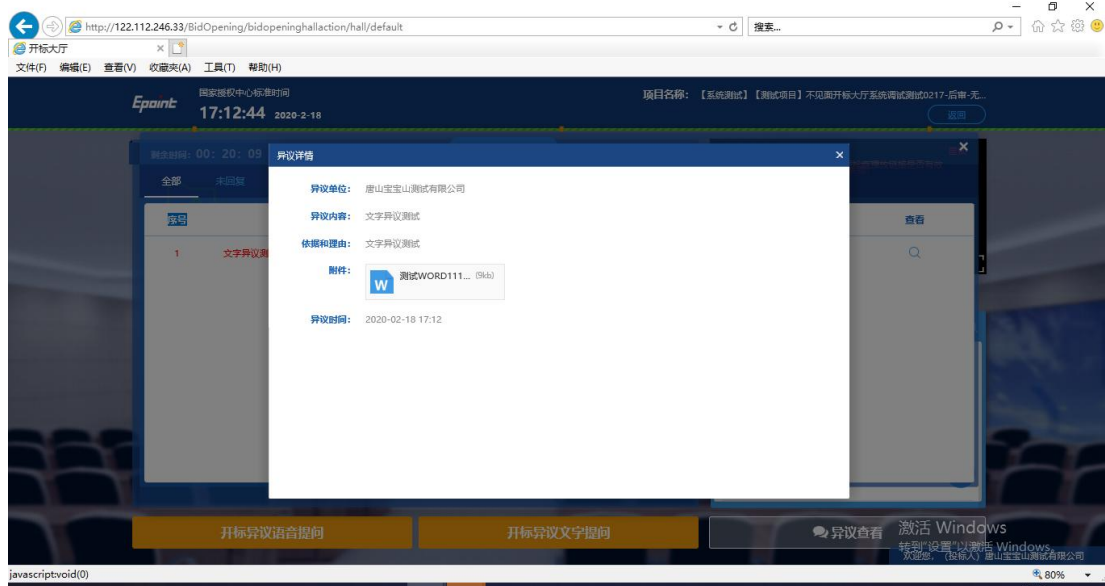 http://122.112.246.33/BidOpening/bidopeninghallaction/hall/default
搜索...
开标大厅
文件(F) 编辑(E) 查看(V) 收藏夹(A) 工具(T) 帮助(H)
Epoint
国家授权中心标准时间
17:12:44 2020-2-18
项目名称: 【系统测试】【测试项目】不见面开标大厅系统调试测试0217-后审-无...
返回
剩余时间: 00: 20: 09
异议详情
全部 未回复
异议单位: 唐山宝宝山测试有限公司
序号
查看
异议内容: 文字异议测试
依据和理由: 文字异议测试
1 文字异议测
附件: 测试WORD111... (9kb)
异议时间: 2020-02-18 17:12
开标异议语音提问 开标异议文字提问 异议查看
激活 Windows
转到"设置"以激活 Windows。
欢迎您, (投标人) 唐山宝宝山测试有限公司
javascript:void(0)
80%